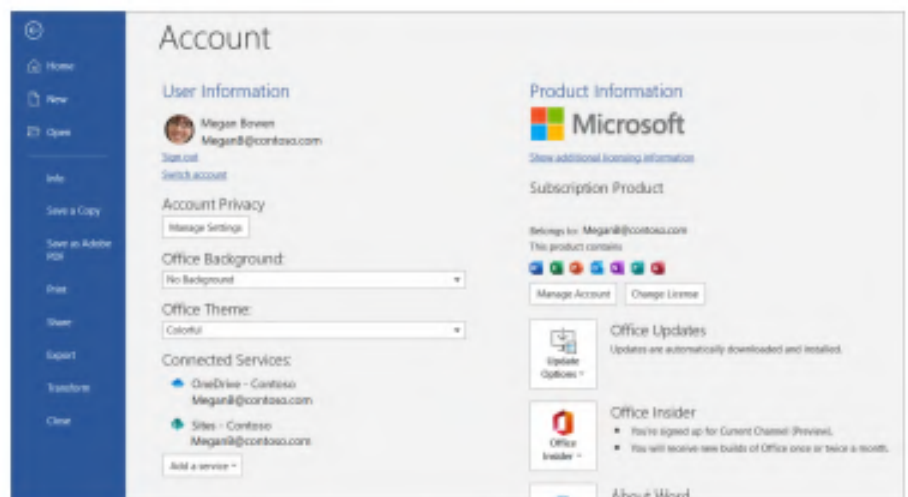 Account
Home
New
Open
Info
Save a Copy
Save as Adobe
PDF
Print
Share
Export
Transform
Close
User Information
Megan Bowen
MeganB@contoso.com
Sign out
Switch account
Account Privacy
Manage Settings
Office Background:
No Background
Office Theme:
Colorful
Connected Services:
OneDrive - Contoso
MeganB@contoso.com
Sites - Contoso
MeganB@contoso.com
Add a service
Product Information
Microsoft
Show additional licensing information
Subscription Product
Belongs to: MeganB@contoso.com
This product contains
Manage Account
Change License
Update
Options
Office Updates
Updates are automatically downloaded and installed.
Office
Insider
Office Insider
You're signed up for Current Channel (Preview).
You will receive new builds of Office once or twice a month.
About Word